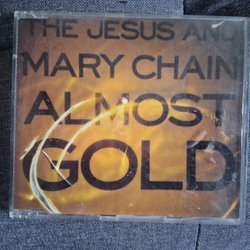 THE JESUS AND
MARY CHAIN
ALMOST
GOLD